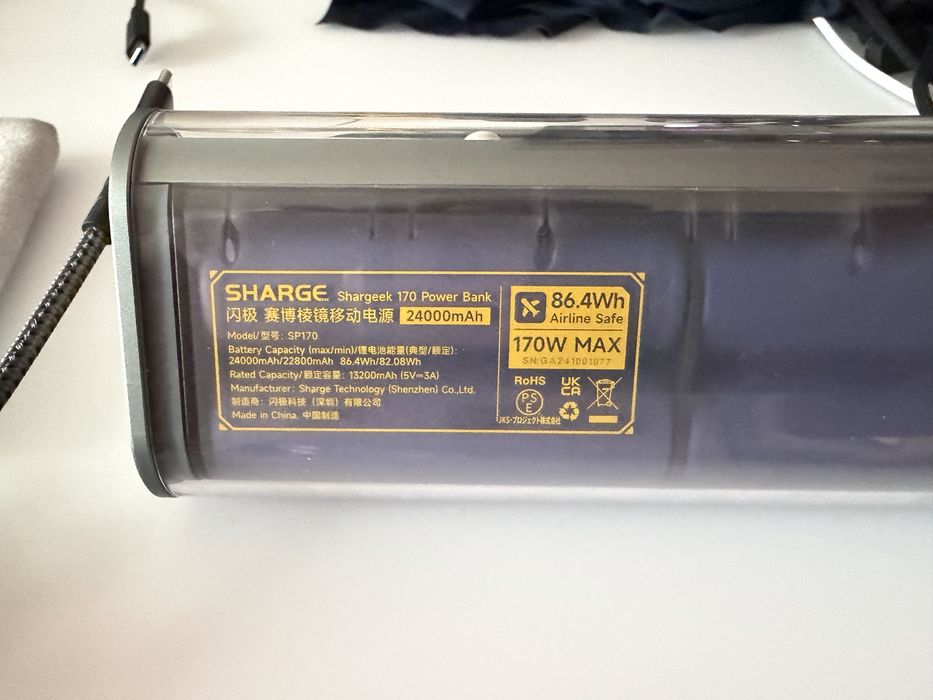 SHARGE Shargeek 170 Power Bank
闪极 赛博棱镜移动电源 24000mAh
Model/型号: SP170
Battery Capacity (max/min)/锂电池能量(典型/额定):
24000mAh/22800mAh 86.4Wh/82.08Wh
Rated Capacity/额定容量: 13200mAh (5V⎓3A)
Manufacturer: Sharge Technology (Shenzhen) Co.,Ltd.
制造商: 闪极科技 (深圳) 有限公司
Made in China. 中国制造
86.4Wh
Airline Safe
170W MAX
SN:GA241001977
RoHS
UK
CA
PS
E
JKS・プロジェクト株式会社